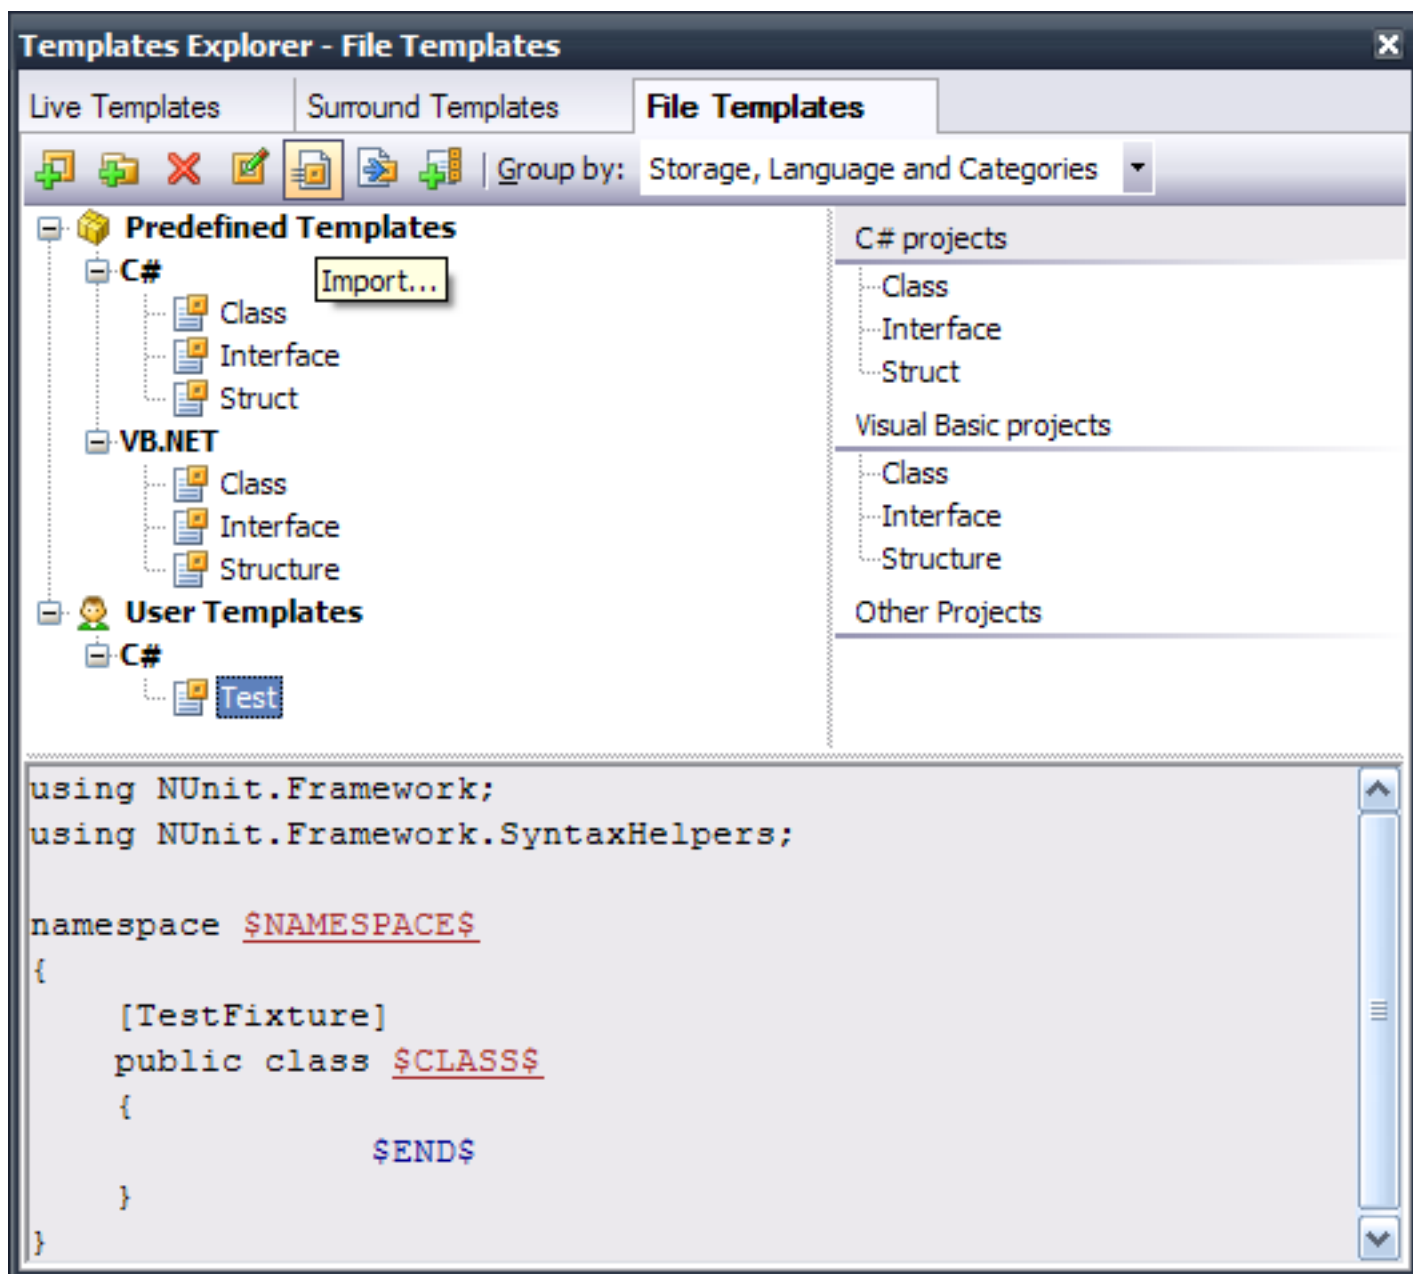 Templates Explorer - File Templates
Live Templates
Surround Templates
File Templates
Group by: Storage, Language and Categories
Predefined Templates
C#
Import...
Class
Interface
Struct
VB.NET
Class
Interface
Structure
User Templates
C#
Test
C# projects
Class
Interface
Struct
Visual Basic projects
Class
Interface
Structure
Other Projects
using NUnit.Framework;
using NUnit.Framework.SyntaxHelpers;
namespace $NAMESPACE$
{
[TestFixture]
public class $CLASS$
{
$END$
}
}